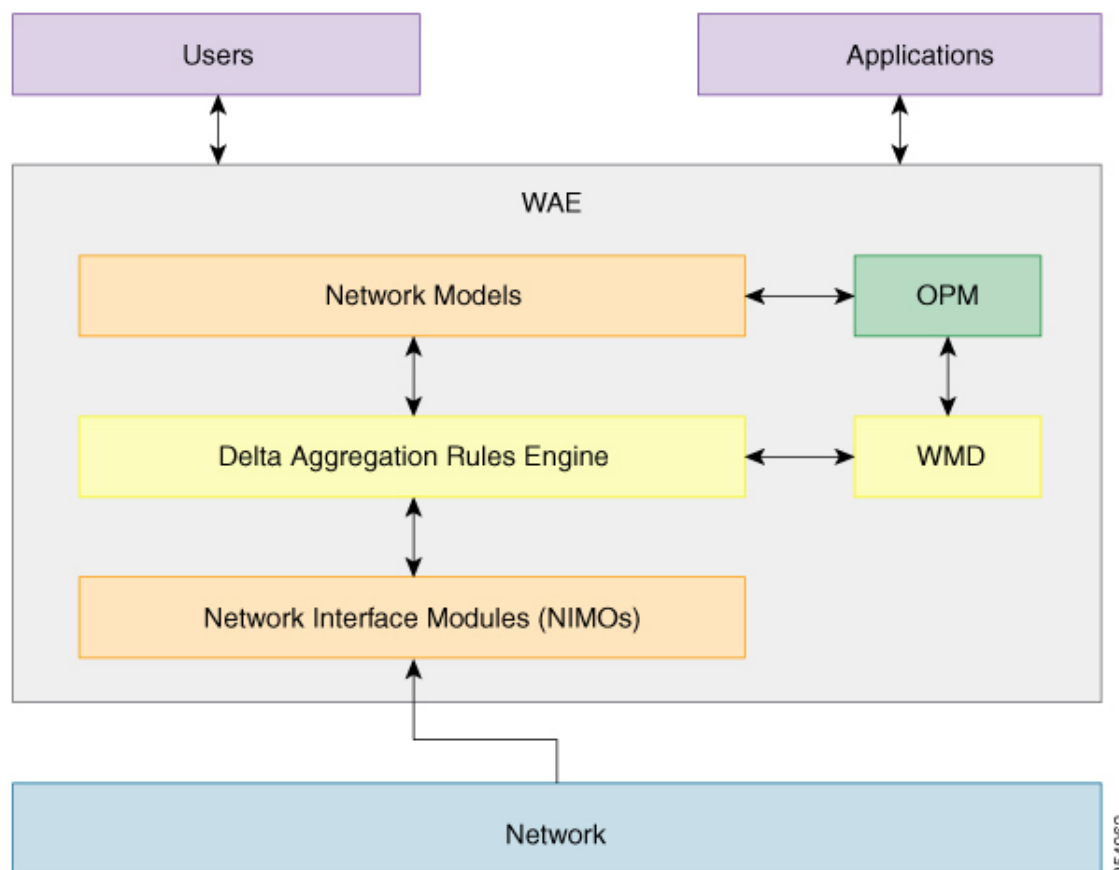 Users
Applications
WAE
Network Models
OPM
Delta Aggregation Rules Engine
WMD
Network Interface Modules (NIMOs)
Network